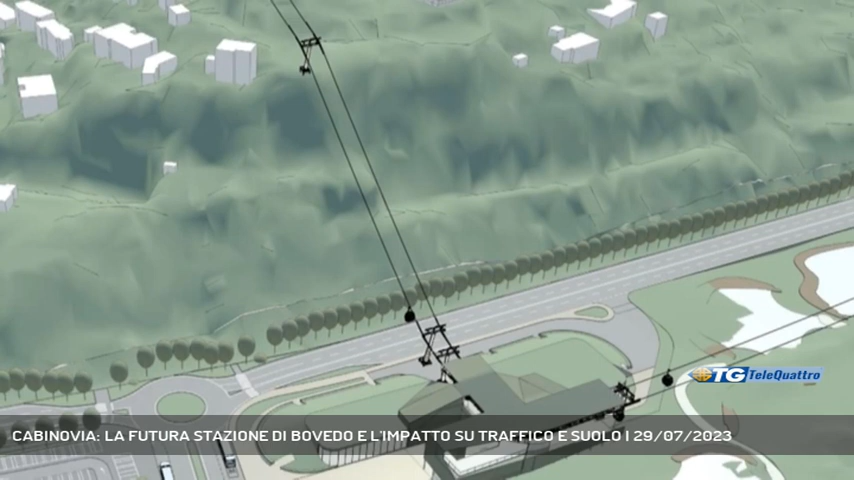 TG TeleQuattro
CABINOVIA: LA FUTURA STAZIONE DI BOVEDO E L'IMPATTO SU TRAFFICO E SUOLO | 29/07/2023